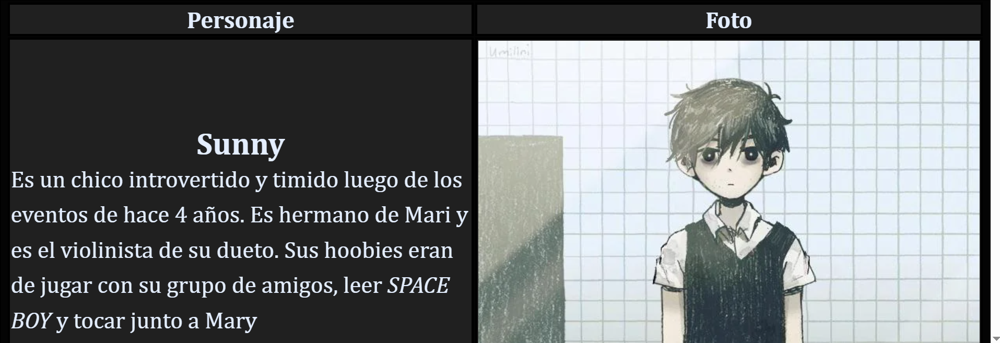 Personaje
Foto
Umilini
Sunny
Es un chico introvertido y timido luego de los
eventos de hace 4 años. Es hermano de Mari y
es el violinista de su dueto. Sus hoobies eran
de jugar con su grupo de amigos, leer SPACE
BOY y tocar junto a Mary